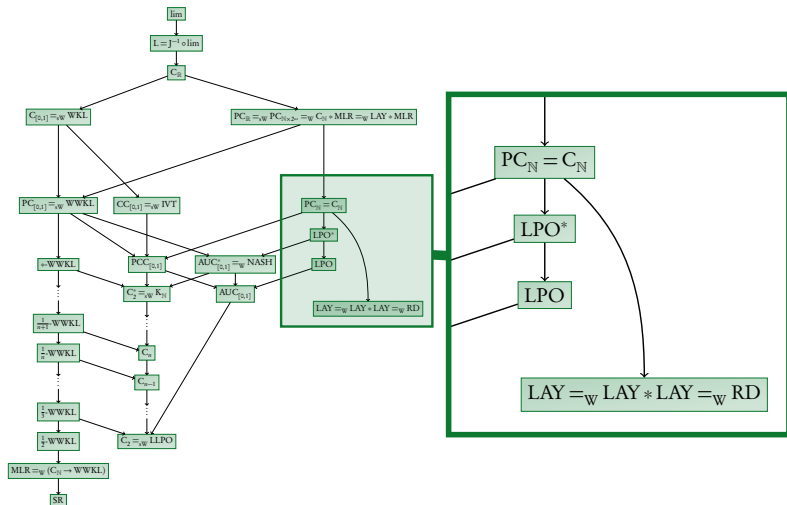 lim
L = J⁻¹ ∘ lim
C_ℝ
C_[0,1] =_sW WKL
PC_ℝ =_sW PC_ℕ×2^ω =_W C_ℕ * MLR =_W LAY * MLR
PC_[0,1] =_sW WWKL
CC_[0,1] =_sW IVT
PC_ℕ = C_ℕ
LPO*
*-WWKL
PCC_[0,1]
AUC*_[0,1] =_W NASH
LPO
C*_2 =_sW K_ℕ
AUC_[0,1]
LAY =_W LAY * LAY =_W RD
1/n+1-WWKL
1/n-WWKL
C_n
C_n−1
1/3-WWKL
1/2-WWKL
C_2 =_sW LLPO
MLR =_W (C_ℕ → WWKL)
SR
PC_ℕ = C_ℕ
LPO*
LPO
LAY =_W LAY * LAY =_W RD